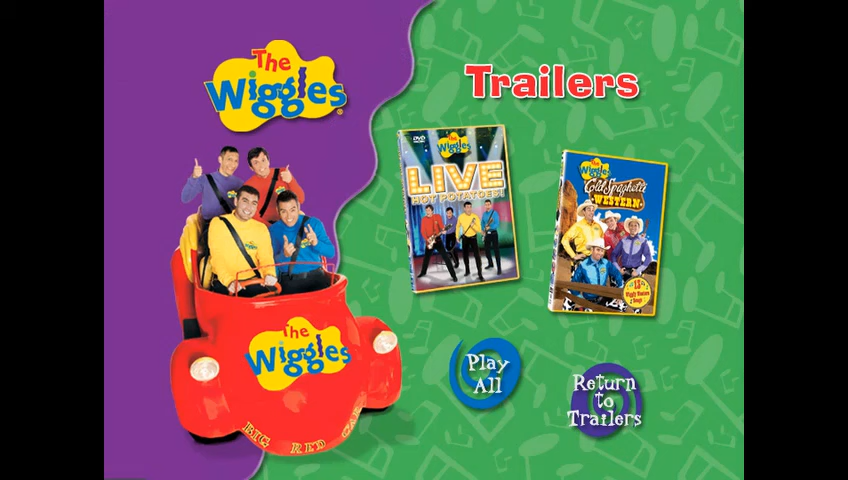 The
Wiggles
Trailers
DVD
The
Wiggles
LIVE
HOT POTATOES!
The
Wiggles
Cold Spaghetti
WESTERN
The
Wiggles
BIG RED CAR
Play
All
Return
to
Trailers